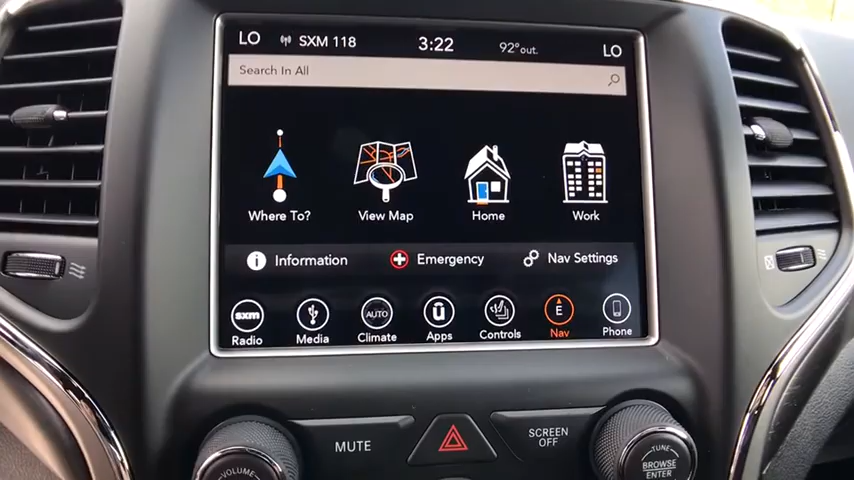 LO SXM 118 3:22 92° out. LO
Search In All
Where To? View Map Home Work
Information Emergency Nav Settings
sxm AUTO ū E
Radio Media Climate Apps Controls Nav Phone
MUTE SCREEN OFF
VOLUME TUNE
BROWSE
ENTER